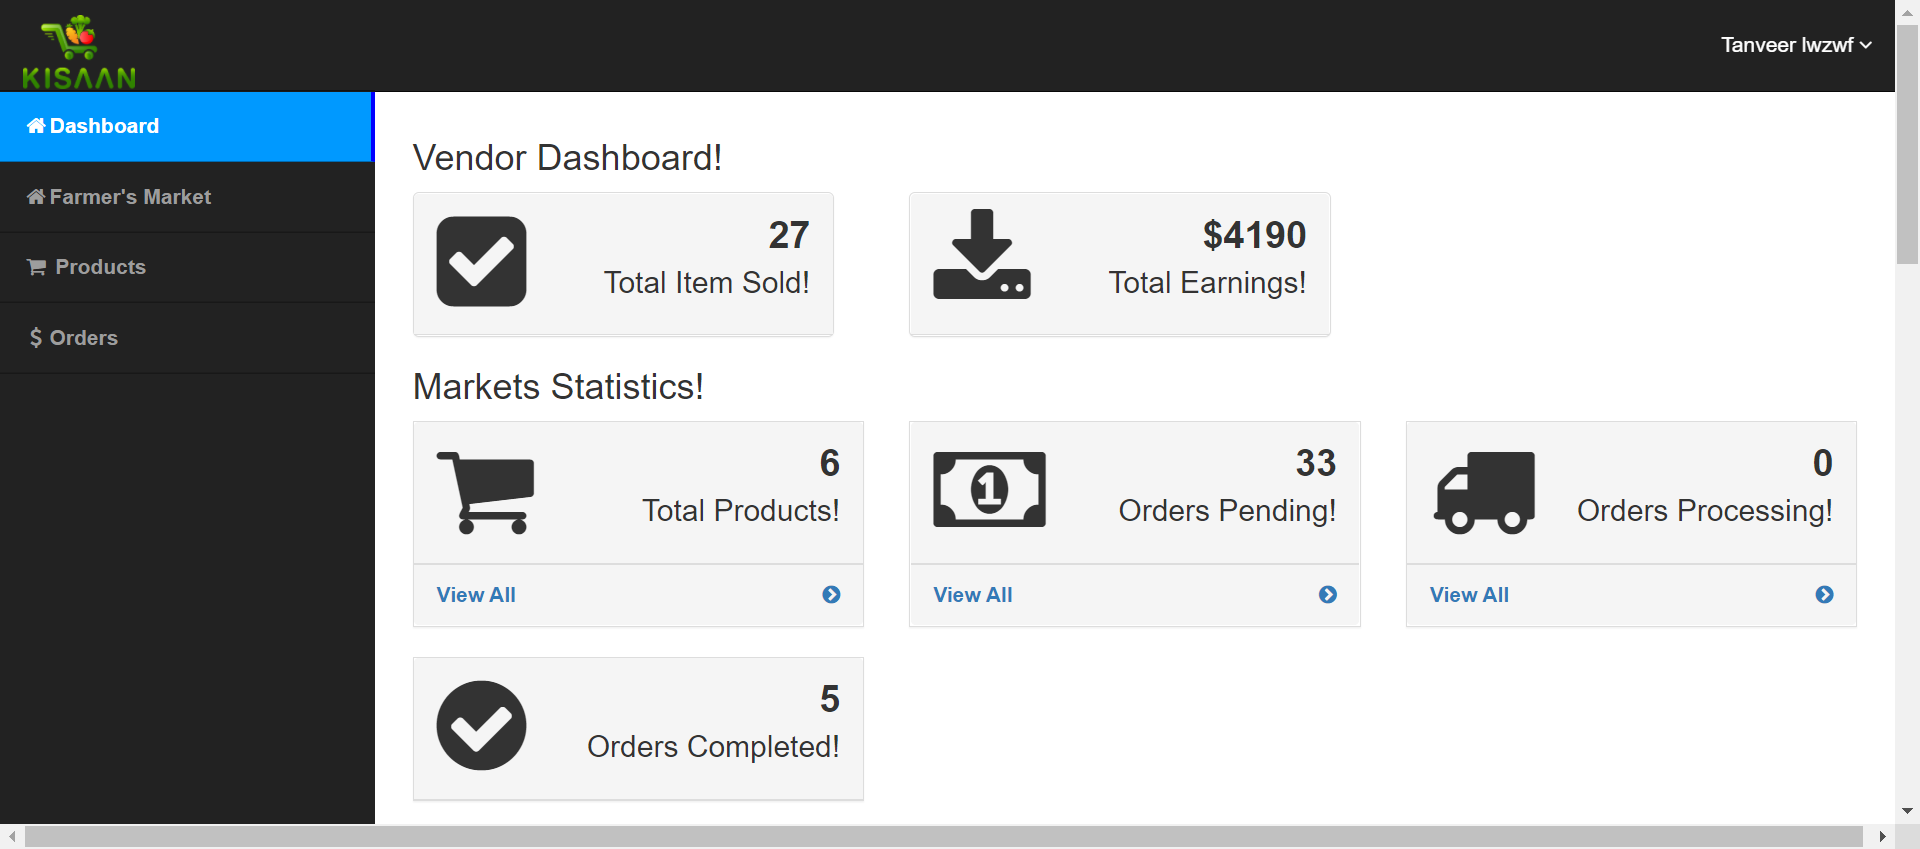 KISAAN
Tanveer lwzwf
Dashboard
Farmer's Market
Products
Orders
Vendor Dashboard!
27
Total Item Sold!
$4190
Total Earnings!
Markets Statistics!
6
Total Products!
View All
1
33
Orders Pending!
View All
0
Orders Processing!
View All
5
Orders Completed!